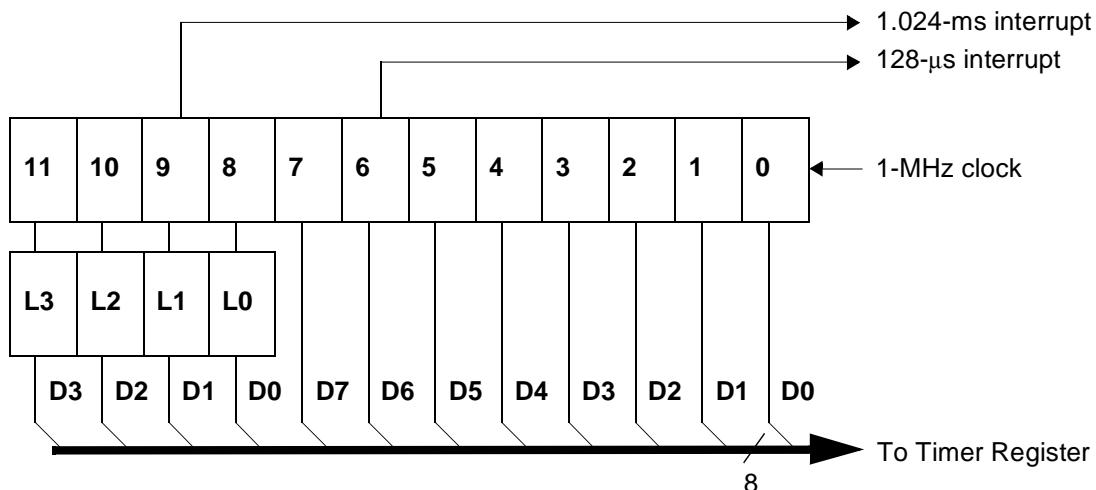 1.024-ms interrupt
128-μs interrupt
11 10 9 8 7 6 5 4 3 2 1 0
1-MHz clock
L3 L2 L1 L0
D3 D2 D1 D0 D7 D6 D5 D4 D3 D2 D1 D0
To Timer Register
8